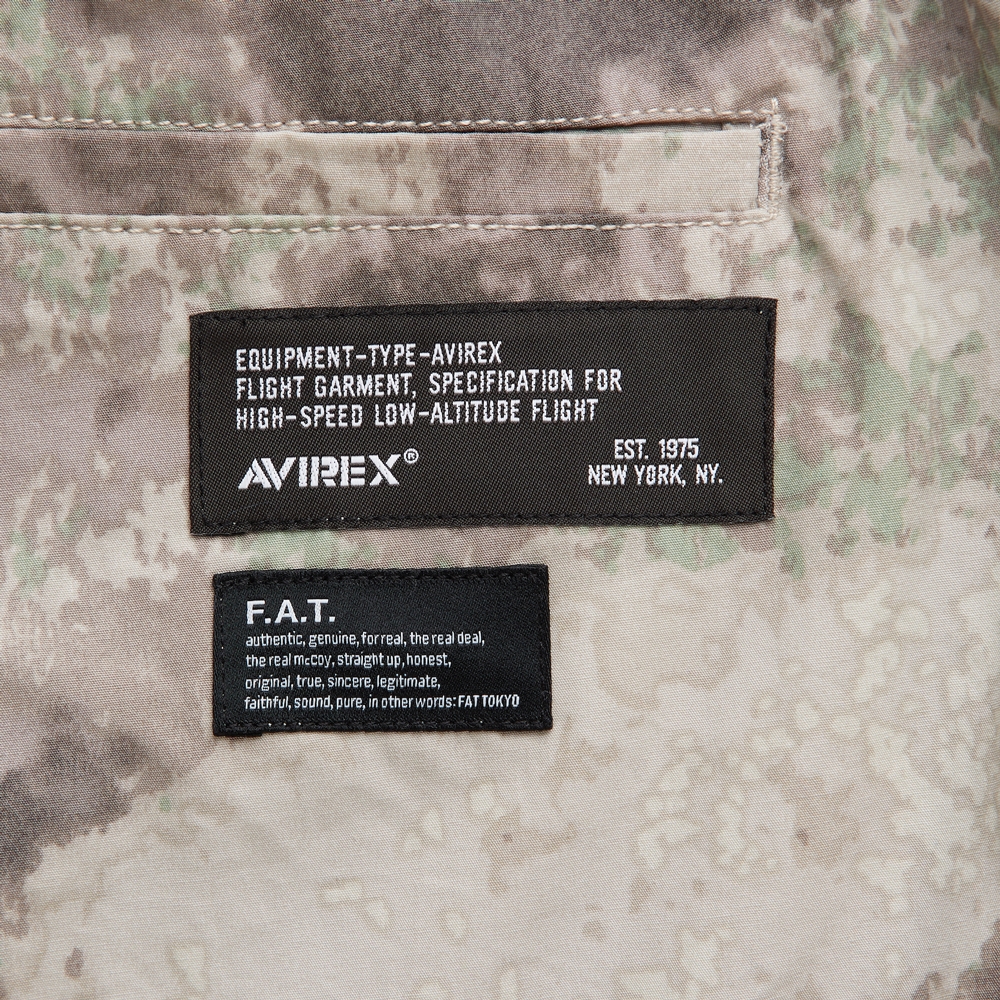 EQUIPMENT-TYPE-AVIREX
FLIGHT GARMENT, SPECIFICATION FOR
HIGH-SPEED LOW-ALTITUDE FLIGHT
AVIREX®
EST. 1975
NEW YORK, NY.
F.A.T.
authentic, genuine, for real, the real deal,
the real mccoy, straight up, honest,
original, true, sincere, legitimate,
faithful, sound, pure, in other words: FAT TOKYO